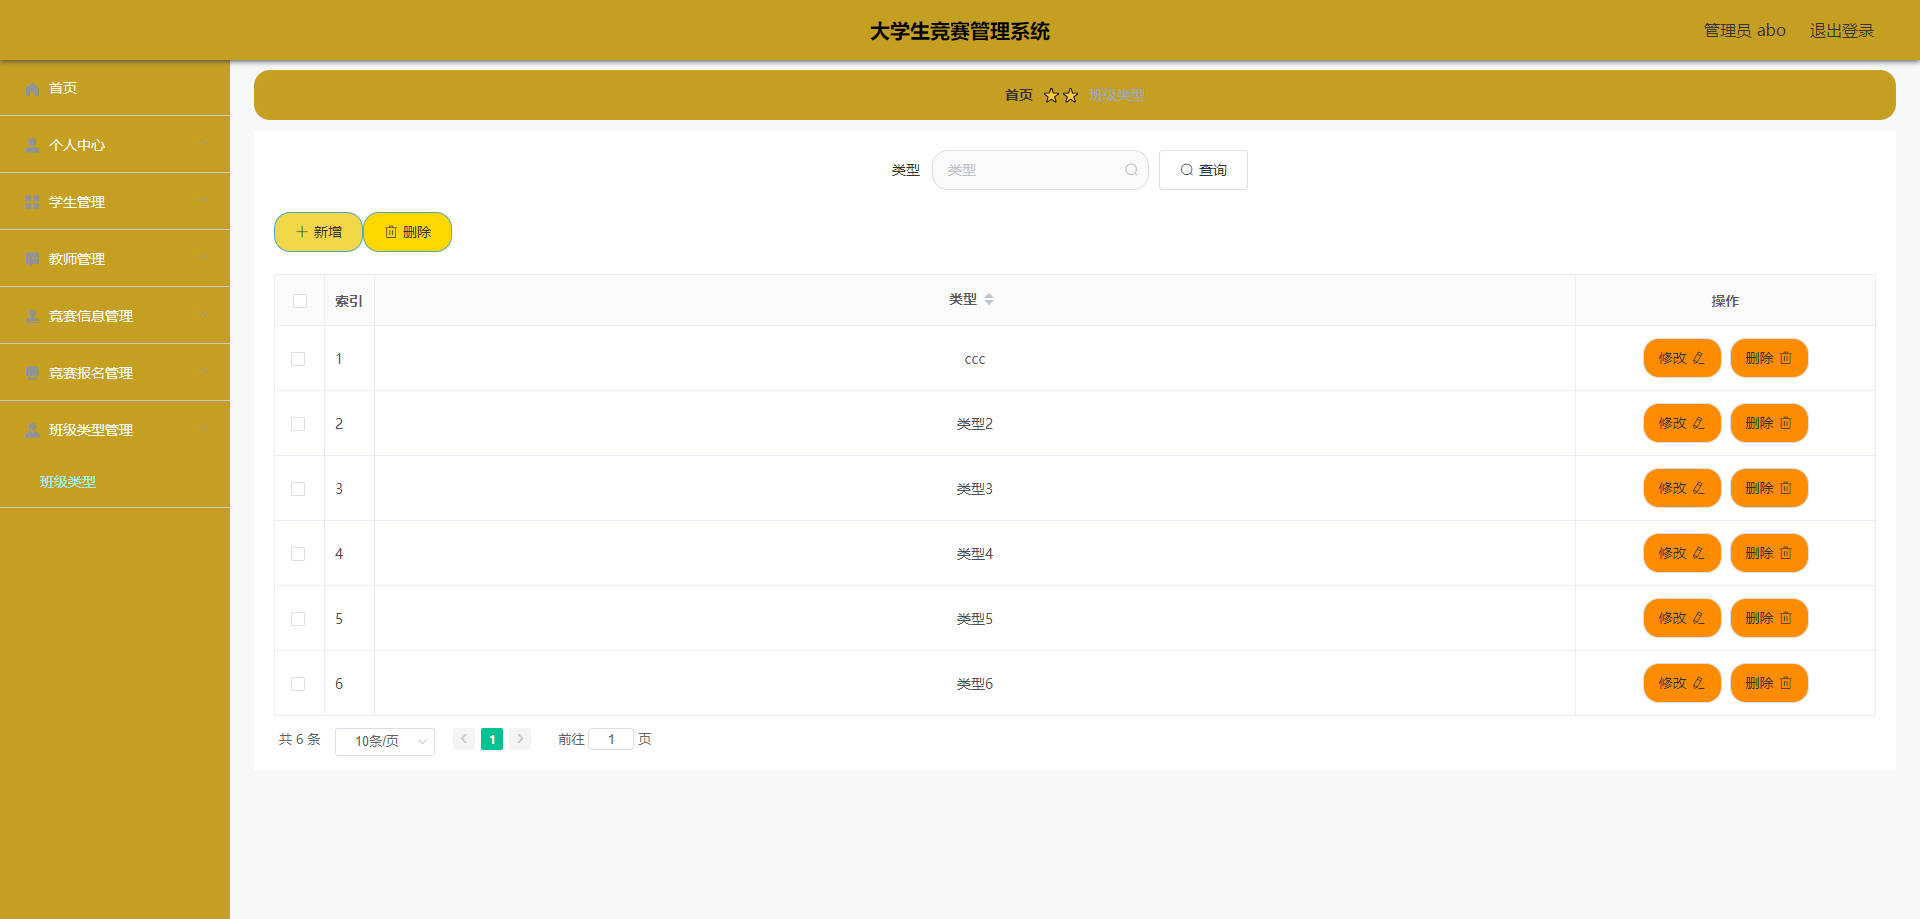 大学生竞赛管理系统
管理员 abo 退出登录
首页
个人中心
学生管理
教师管理
竞赛信息管理
竞赛报名管理
班级类型管理
班级类型
首页 班级类型
类型 类型 查询
新增 删除
索引 类型 操作
1 ccc 修改 删除
2 类型2 修改 删除
3 类型3 修改 删除
4 类型4 修改 删除
5 类型5 修改 删除
6 类型6 修改 删除
共 6 条 10条/页 1 前往 1 页